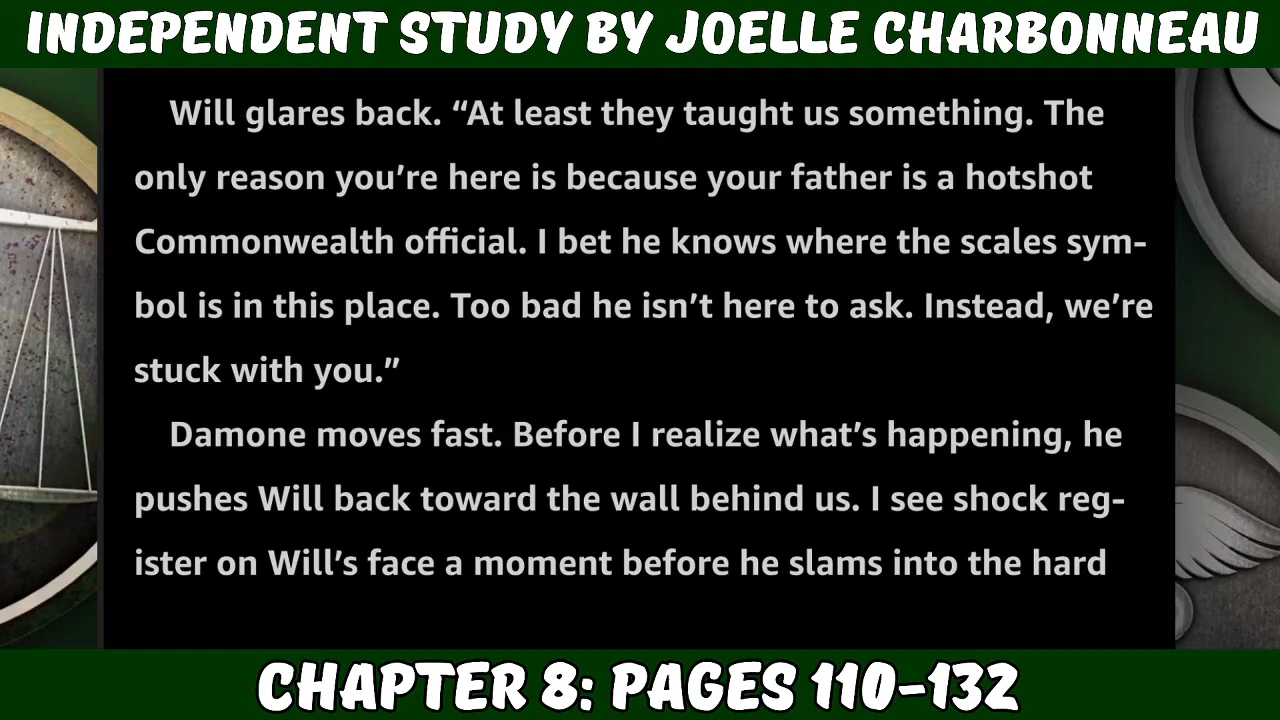 INDEPENDENT STUDY BY JOELLE CHARBONNEAU
Will glares back. “At least they taught us something. The
only reason you’re here is because your father is a hotshot
Commonwealth official. I bet he knows where the scales sym-
bol is in this place. Too bad he isn’t here to ask. Instead, we’re
stuck with you.”
Damone moves fast. Before I realize what’s happening, he
pushes Will back toward the wall behind us. I see shock reg-
ister on Will’s face a moment before he slams into the hard
CHAPTER 8: PAGES 110-132